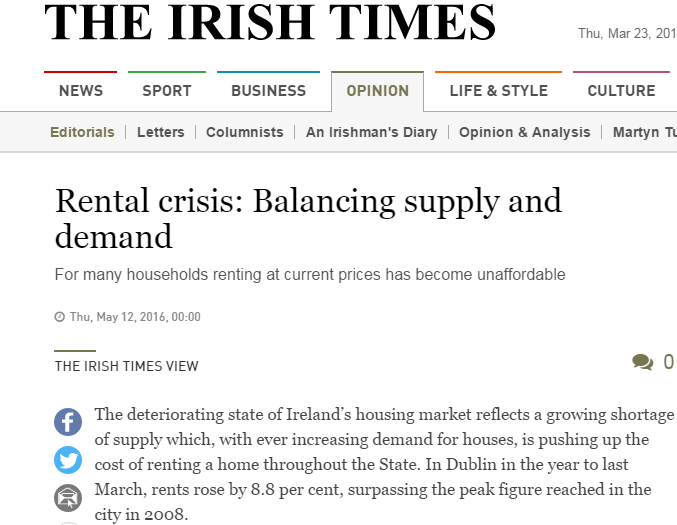 THE IRISH TIMES
Thu, Mar 23, 201
NEWS SPORT BUSINESS OPINION LIFE & STYLE CULTURE
Editorials Letters Columnists An Irishman's Diary Opinion & Analysis Martyn Tu
Rental crisis: Balancing supply and
demand
For many households renting at current prices has become unaffordable
Thu, May 12, 2016, 00:00
THE IRISH TIMES VIEW
0
The deteriorating state of Ireland’s housing market reflects a growing shortage
of supply which, with ever increasing demand for houses, is pushing up the
cost of renting a home throughout the State. In Dublin in the year to last
March, rents rose by 8.8 per cent, surpassing the peak figure reached in the
city in 2008.